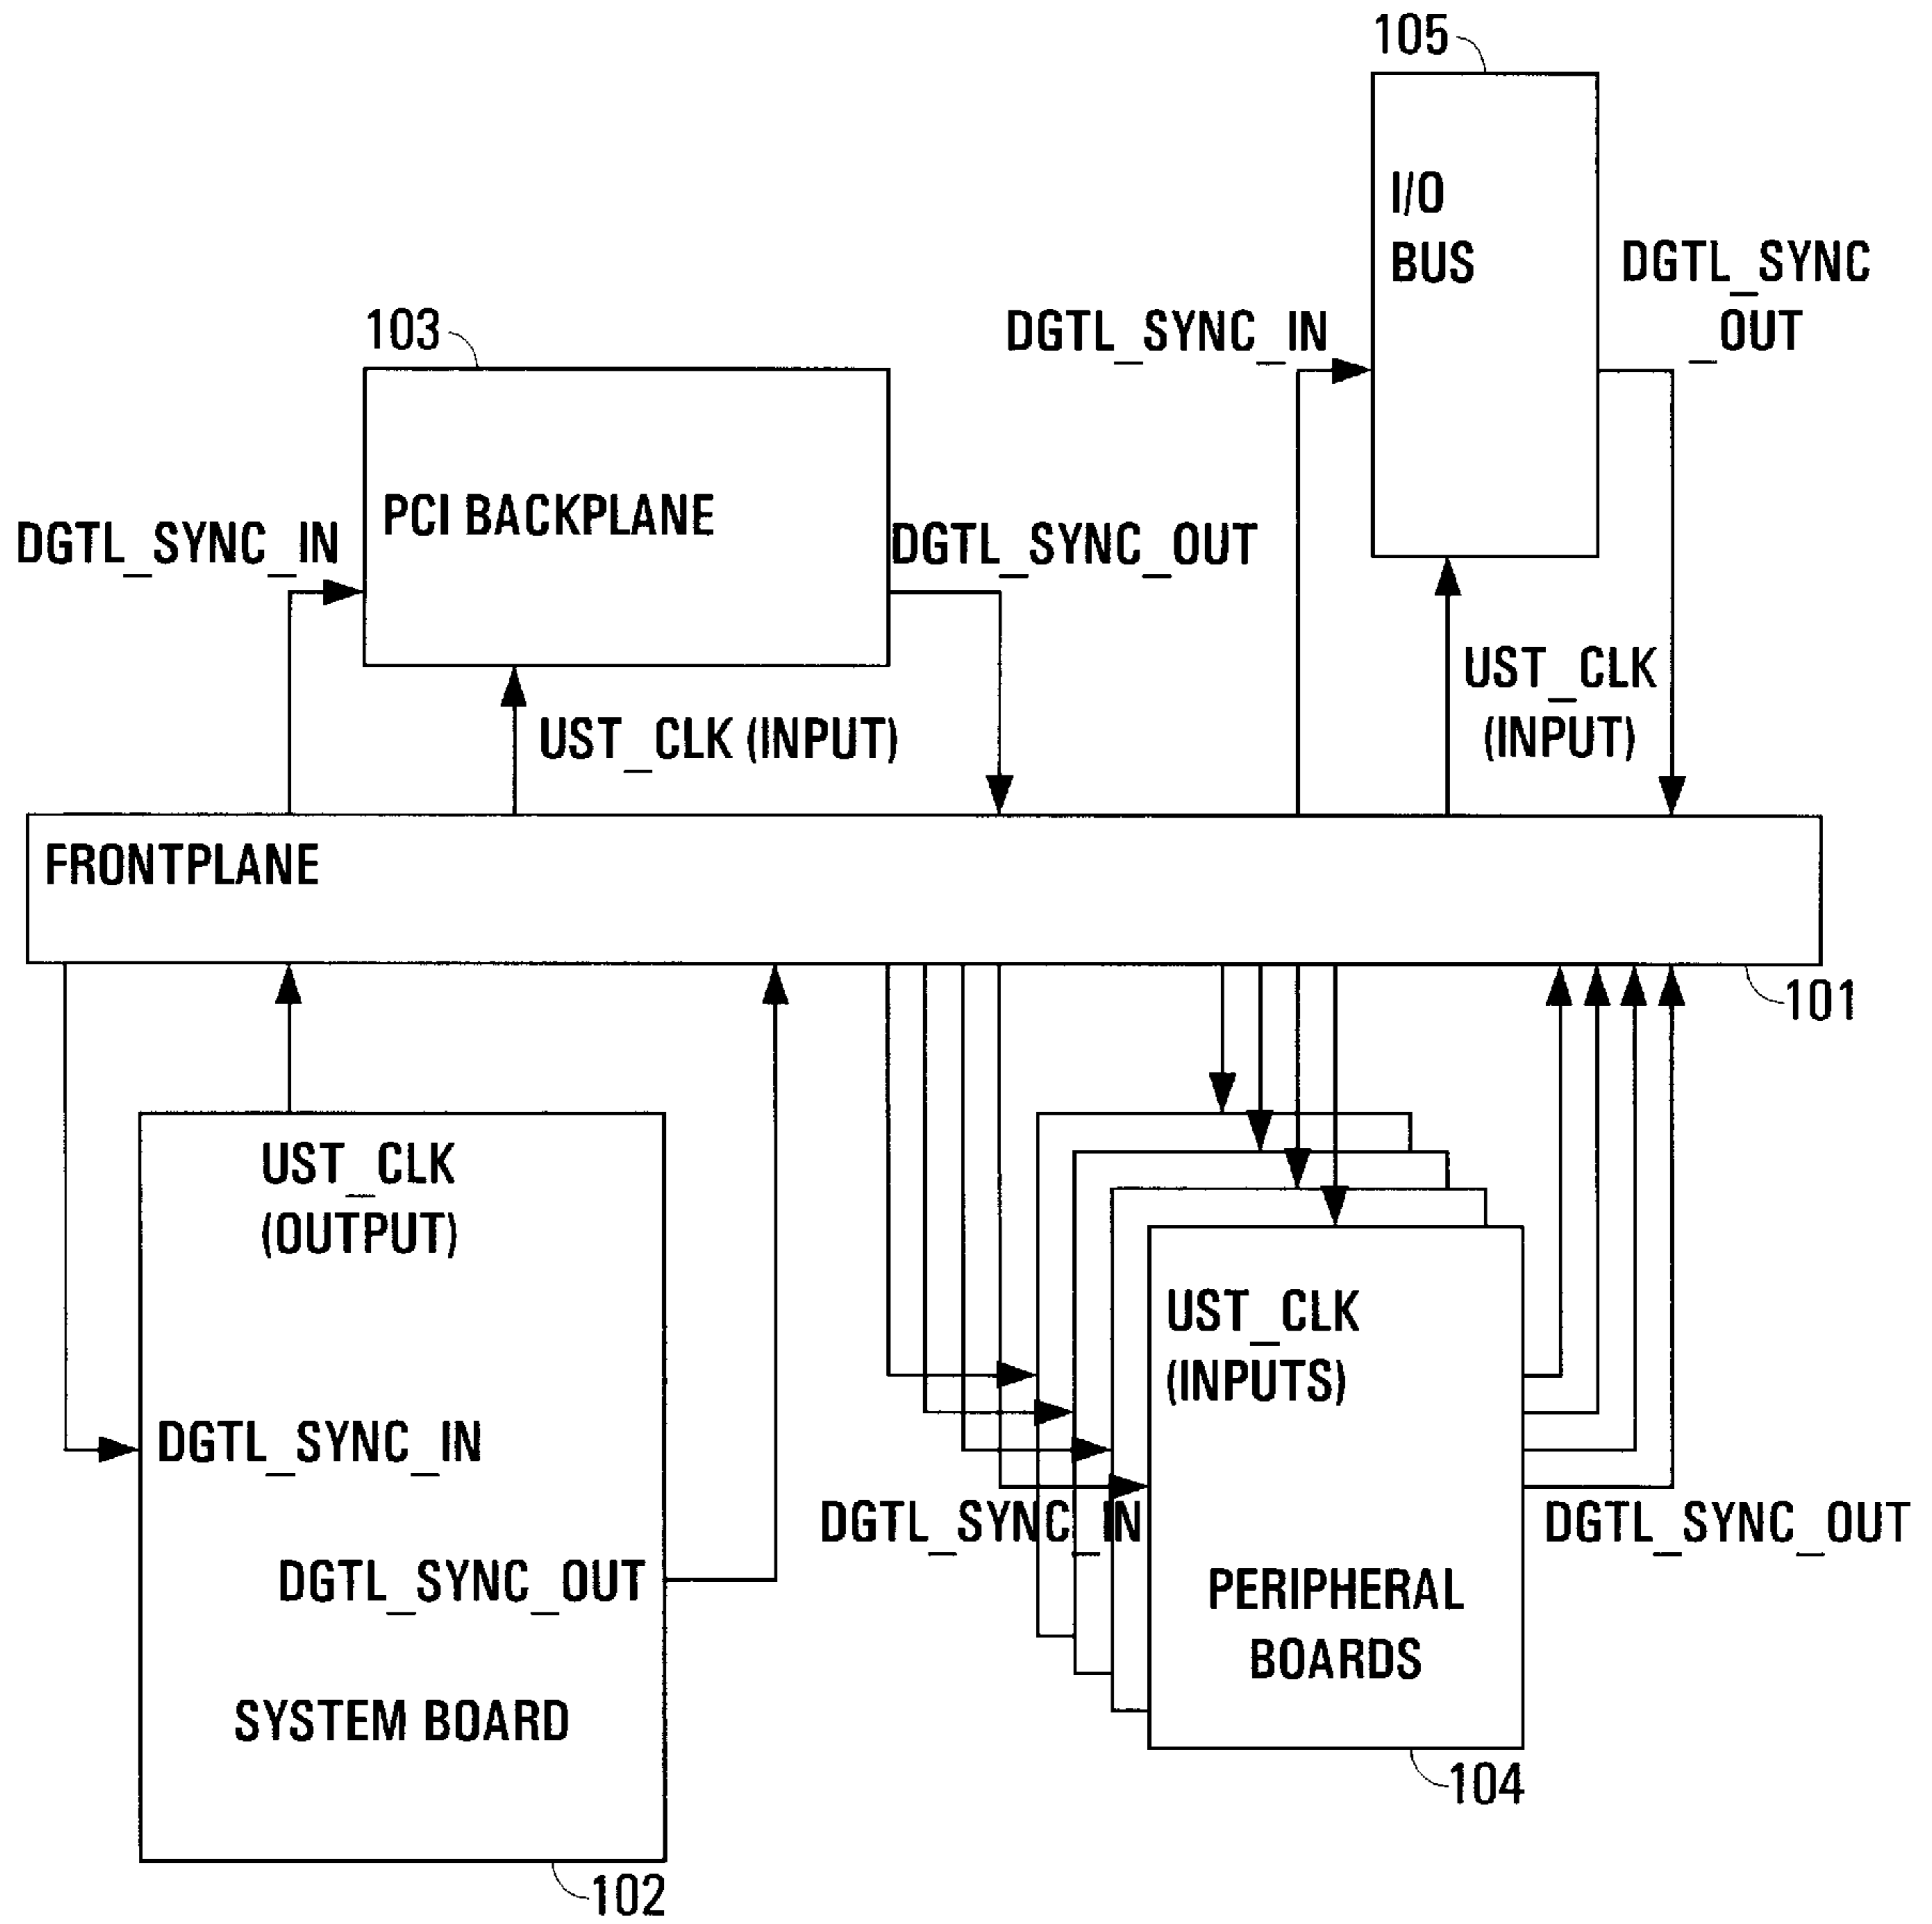 105
I/O
BUS
DGTL_SYNC
_OUT
DGTL_SYNC_IN
103
PCI BACKPLANE
DGTL_SYNC_IN
DGTL_SYNC_OUT
UST_CLK
(INPUT)
UST_CLK (INPUT)
FRONTPLANE
101
UST_CLK
(OUTPUT)
DGTL_SYNC_IN
DGTL_SYNC_OUT
SYSTEM BOARD
102
UST_CLK
(INPUTS)
DGTL_SYNC_IN
DGTL_SYNC_OUT
PERIPHERAL
BOARDS
104